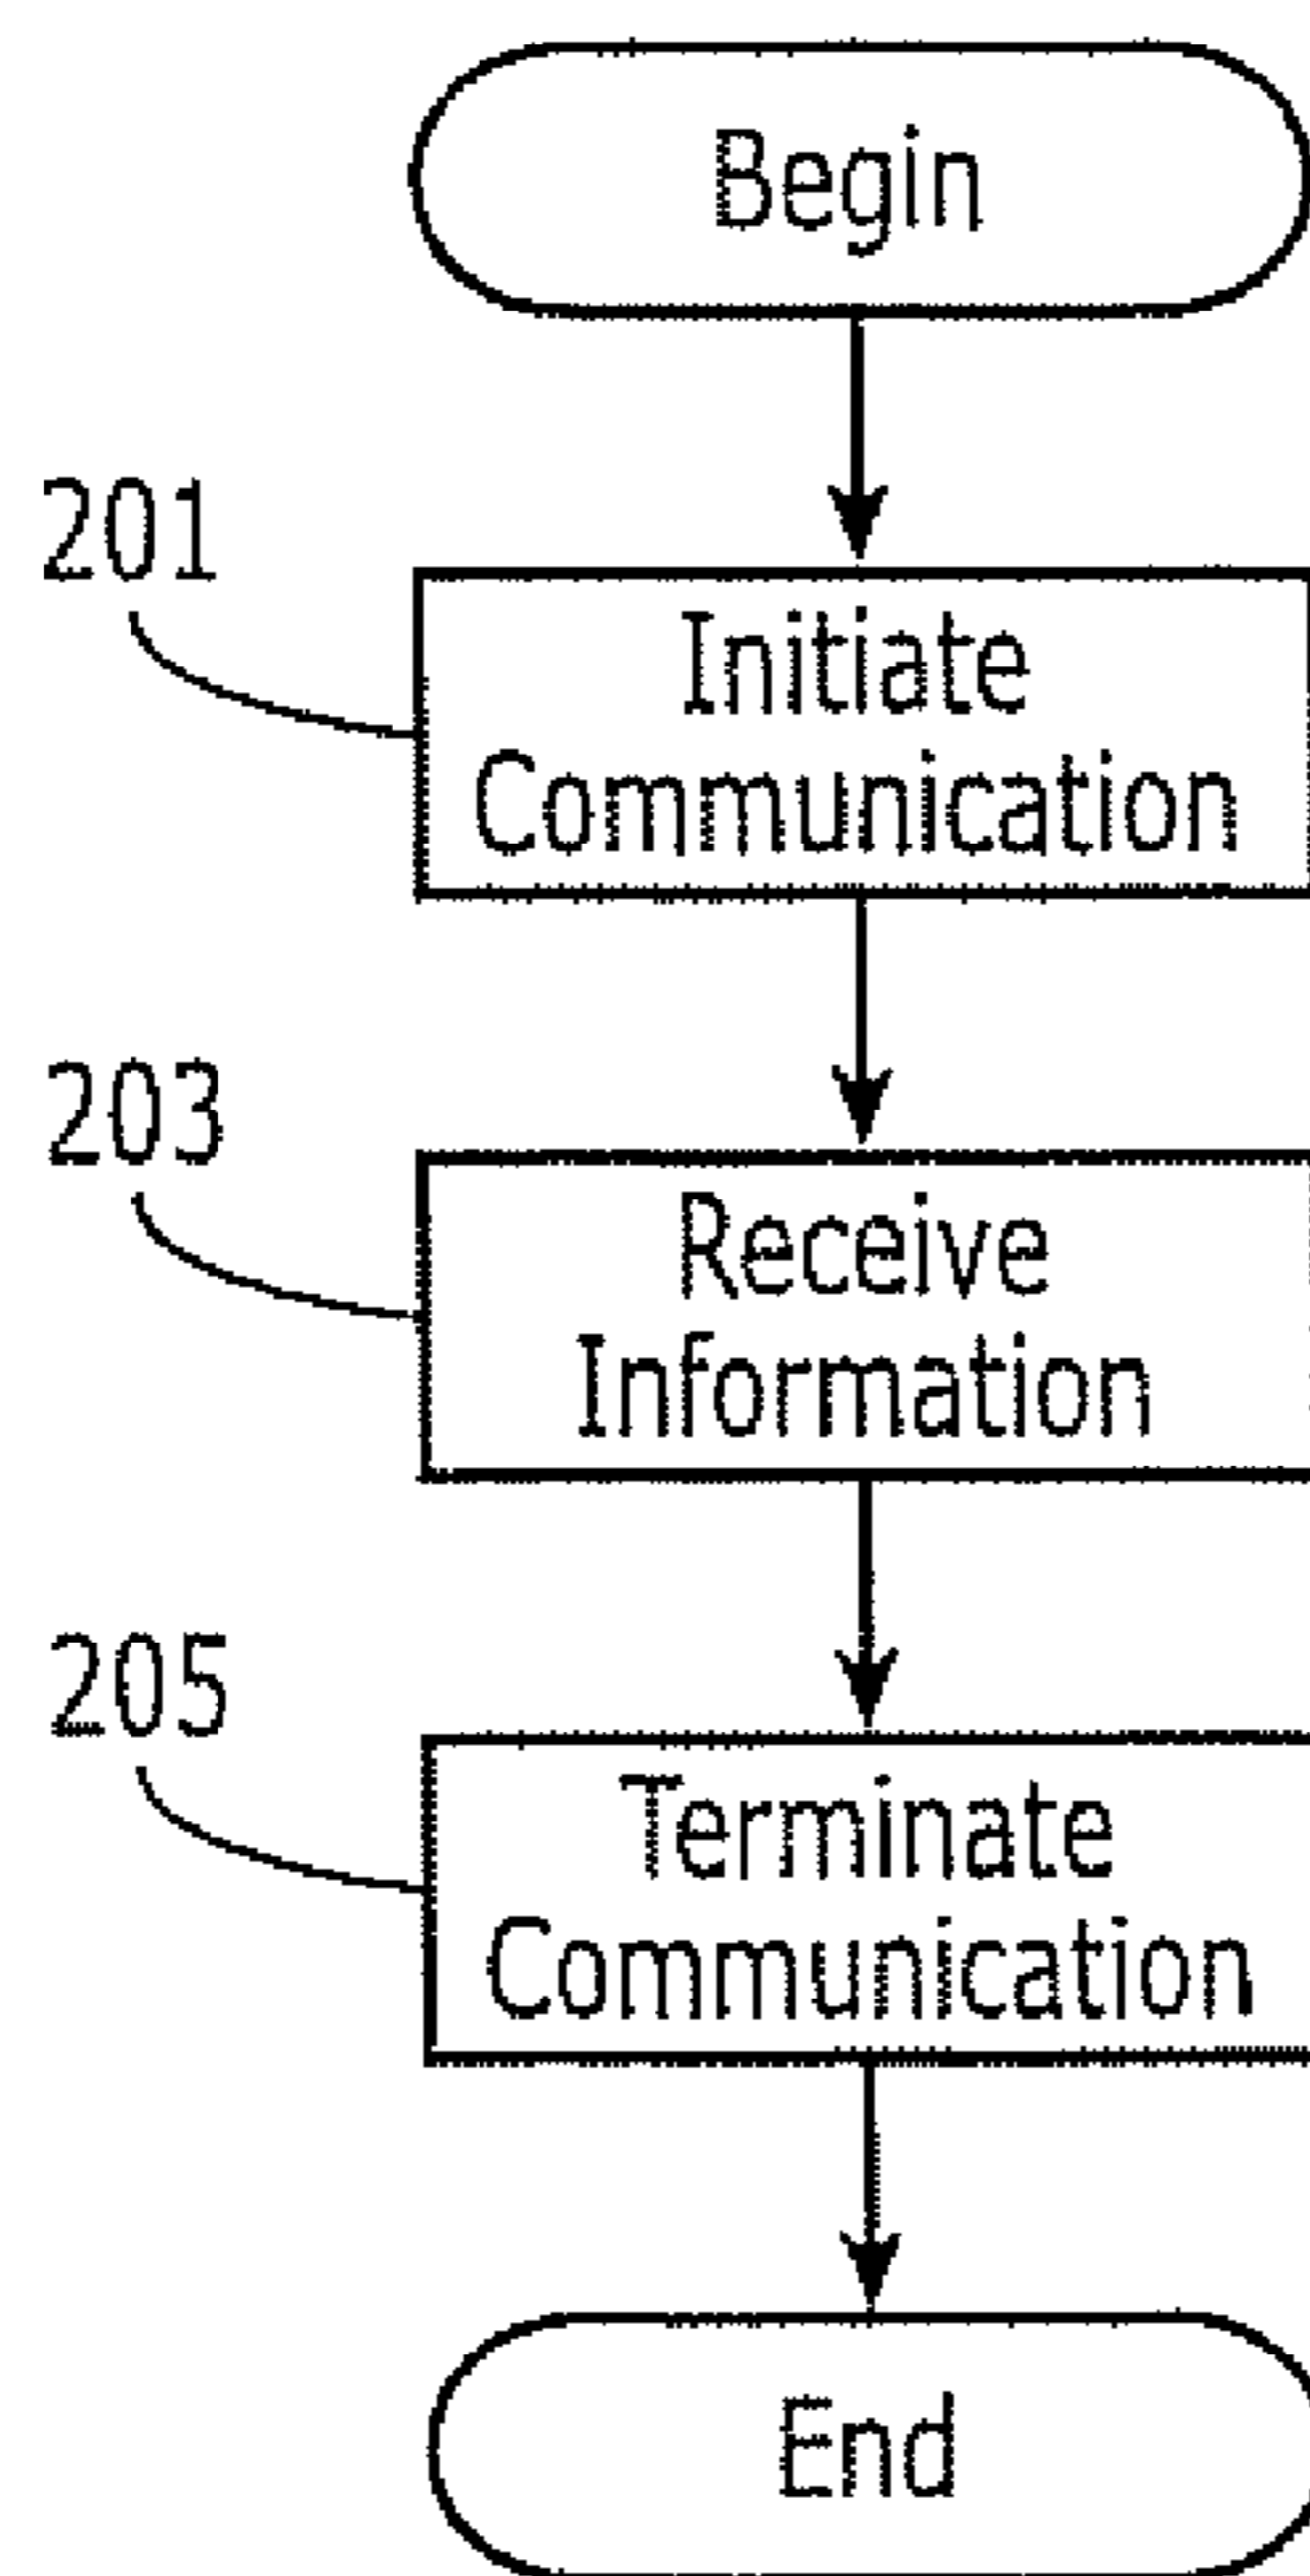 Begin
201
Initiate
Communication
203
Receive
Information
205
Terminate
Communication
End